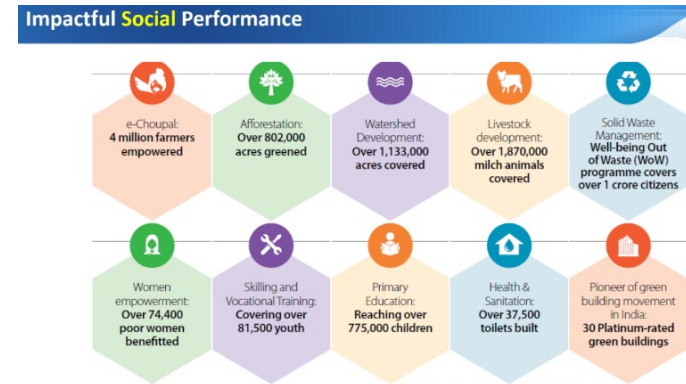 Impactful Social Performance
e-Choupal:
4 million farmers
empowered
Afforestation:
Over 802,000
acres greened
Watershed
Development:
Over 1,133,000
acres covered
Livestock
development:
Over 1,870,000
milch animals
covered
Solid Waste
Management:
Well-being Out
of Waste (WoW)
programme covers
over 1 crore citizens
Women
empowerment:
Over 74,400
poor women
benefitted
Skilling and
Vocational Training:
Covering over
81,500 youth
Primary
Education:
Reaching over
775,000 children
Health &
Sanitation:
Over 37,500
toilets built
Pioneer of green
building movement
in India:
30 Platinum-rated
green buildings